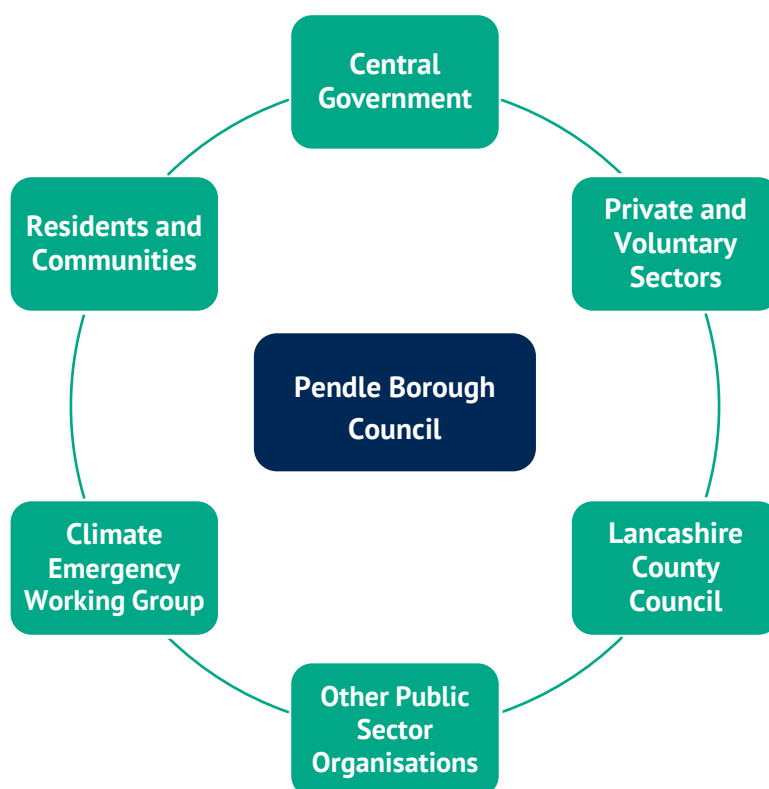 Central
Government
Residents and
Communities
Private and
Voluntary
Sectors
Pendle Borough
Council
Climate
Emergency
Working Group
Lancashire
County
Council
Other Public
Sector
Organisations